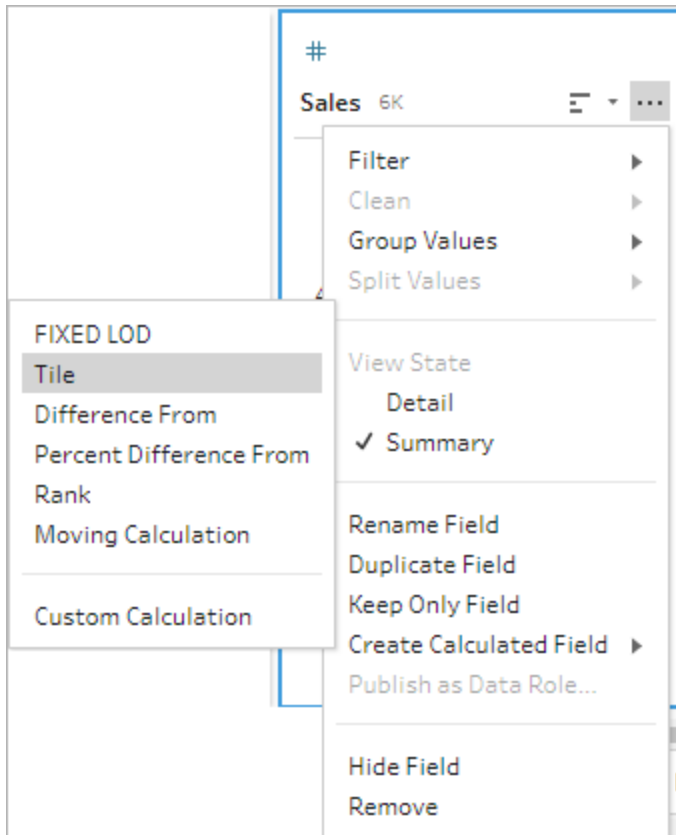 #
Sales 6K
Filter
Clean
Group Values
Split Values
View State
Detail
✓ Summary
Rename Field
Duplicate Field
Keep Only Field
Create Calculated Field
Publish as Data Role...
Hide Field
Remove
FIXED LOD
Tile
Difference From
Percent Difference From
Rank
Moving Calculation
Custom Calculation